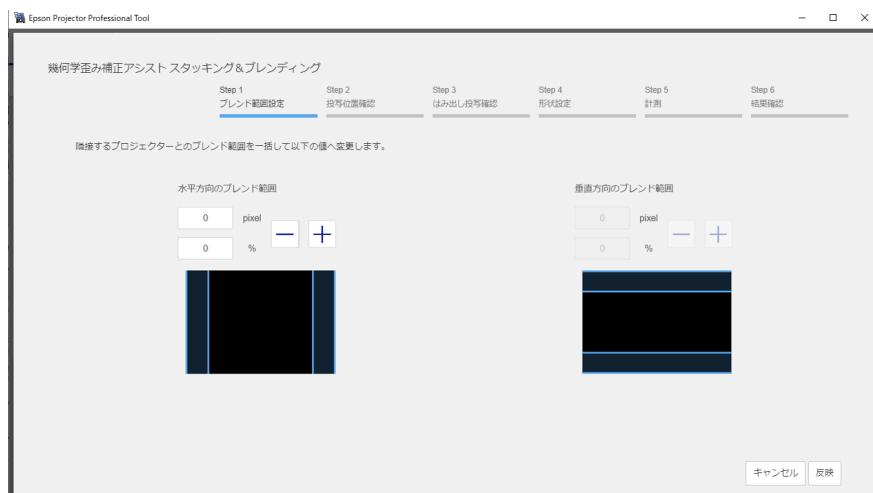 Epson Projector Professional Tool
幾何学歪み補正アシスト スタッキング＆ブレンディング
Step 1
ブレンド範囲設定
Step 2
投写位置確認
Step 3
はみ出し投写確認
Step 4
形状設定
Step 5
計測
Step 6
結果確認
隣接するプロジェクターとのブレンド範囲を一括して以下の値へ変更します。
水平方向のブレンド範囲
0 pixel
0 %
垂直方向のブレンド範囲
0 pixel
0 %
キャンセル 反映